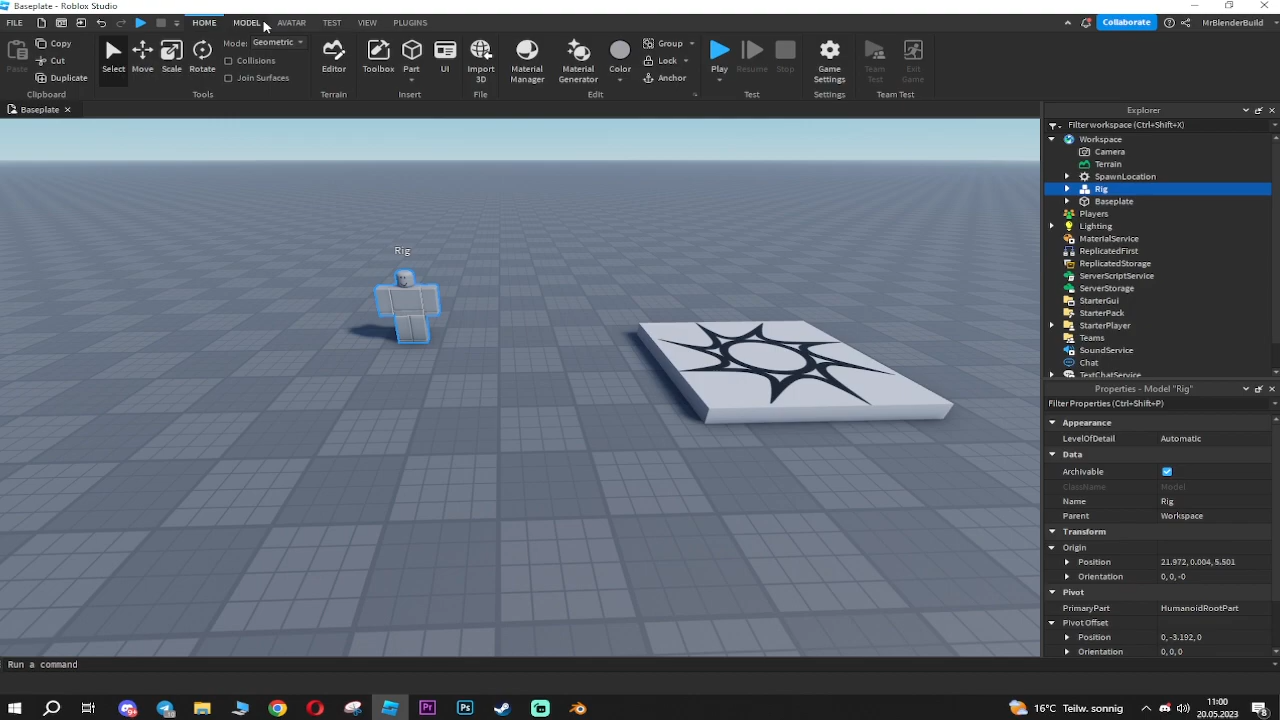 Baseplate - Roblox Studio
FILE HOME MODEL AVATAR TEST VIEW PLUGINS Collaborate MrBlenderBuild
Paste Copy Cut Duplicate Clipboard
Select Move Scale Rotate Mode: Geometric Collisions Join Surfaces Tools
Editor Terrain
Toolbox Part UI Insert
Import 3D File
Material Manager Material Generator Color Group Lock Anchor Edit
Play Resume Stop Test
Game Settings Settings
Team Test Exit Game Team Test
Baseplate
Rig
Explorer
Filter workspace (Ctrl+Shift+X)
Workspace
Camera
Terrain
SpawnLocation
Rig
Baseplate
Players
Lighting
MaterialService
ReplicatedFirst
ReplicatedStorage
ServerScriptService
ServerStorage
StarterGui
StarterPack
StarterPlayer
Teams
SoundService
Chat
TextChatService
Properties - Model "Rig"
Filter Properties (Ctrl+Shift+P)
Appearance
LevelOfDetail Automatic
Data
Archivable
ClassName Model
Name Rig
Parent Workspace
Transform
Origin
Position 21.972, 0.004, 5.501
Orientation 0, 0, -0
Pivot
PrimaryPart HumanoidRootPart
Pivot Offset
Position 0, -3.192, 0
Orientation 0, 0, 0
Run a command
16°C Teilw. sonnig
11:00
20.05.2023
8